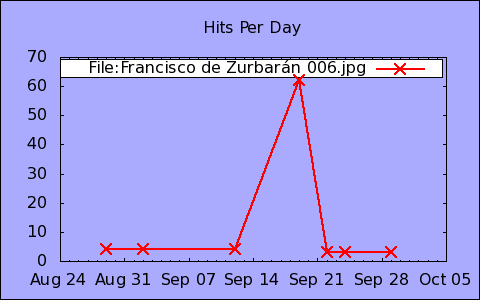 Hits Per Day
File:Francisco de Zurbarán 006.jpg
70
60
50
40
30
20
10
0
Aug 24 Aug 31 Sep 07 Sep 14 Sep 21 Sep 28 Oct 05